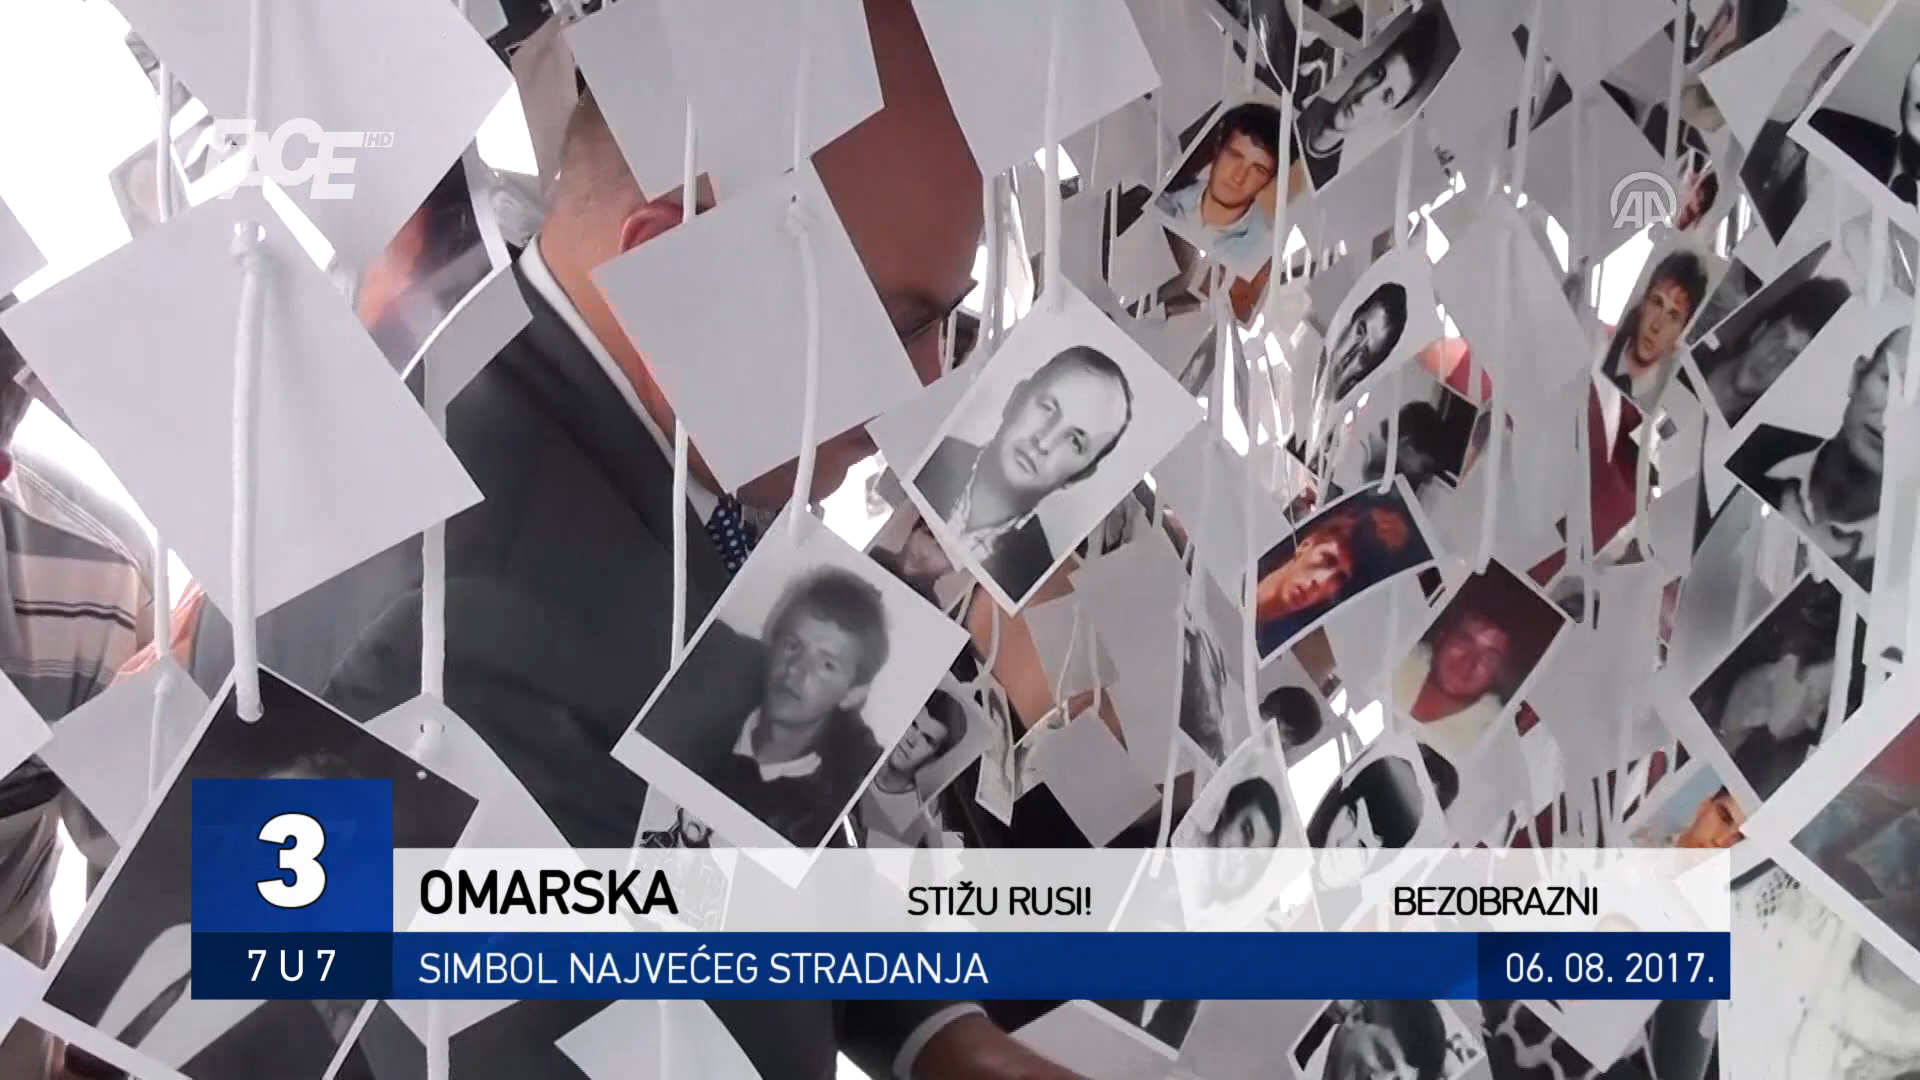 FACE HD
AA
3
OMARSKA
STIŽU RUSI!
BEZOBRAZNI
7 U 7
SIMBOL NAJVEĆEG STRADANJA
06. 08. 2017.